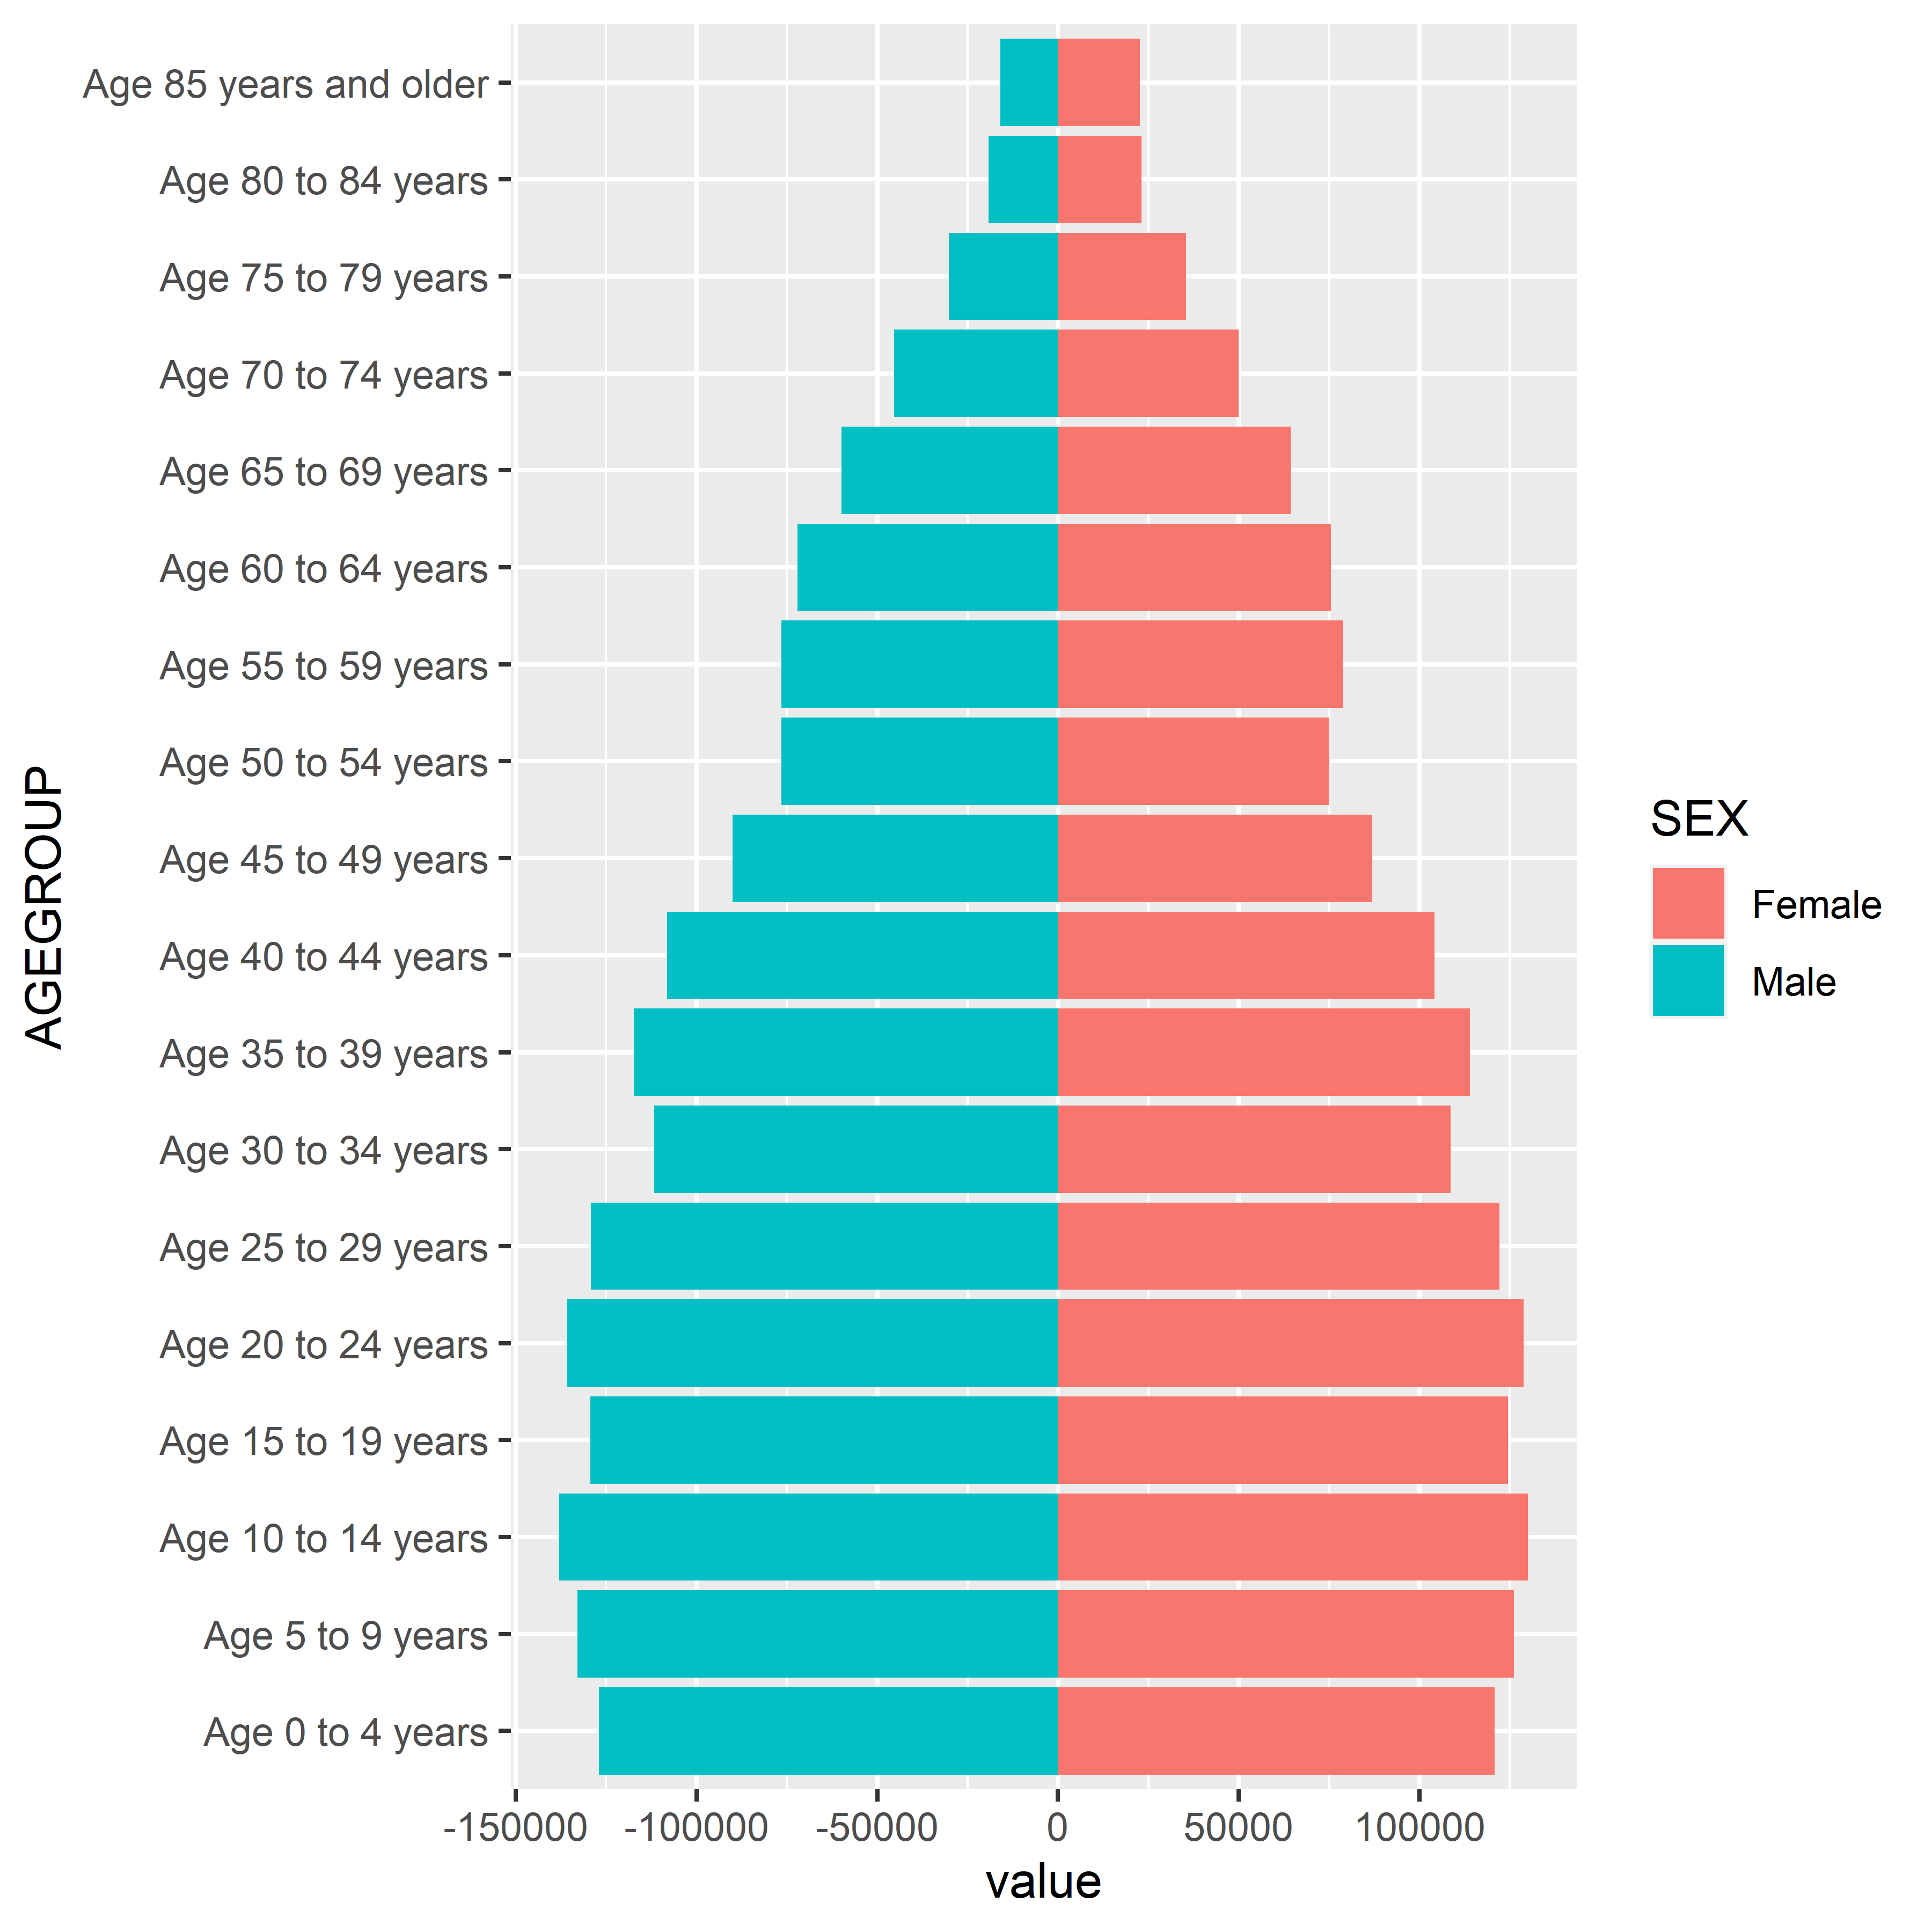 AGEGROUP
Age 85 years and older
Age 80 to 84 years
Age 75 to 79 years
Age 70 to 74 years
Age 65 to 69 years
Age 60 to 64 years
Age 55 to 59 years
Age 50 to 54 years
Age 45 to 49 years
Age 40 to 44 years
Age 35 to 39 years
Age 30 to 34 years
Age 25 to 29 years
Age 20 to 24 years
Age 15 to 19 years
Age 10 to 14 years
Age 5 to 9 years
Age 0 to 4 years
-150000 -100000 -50000 0 50000 100000
value
SEX
Female
Male